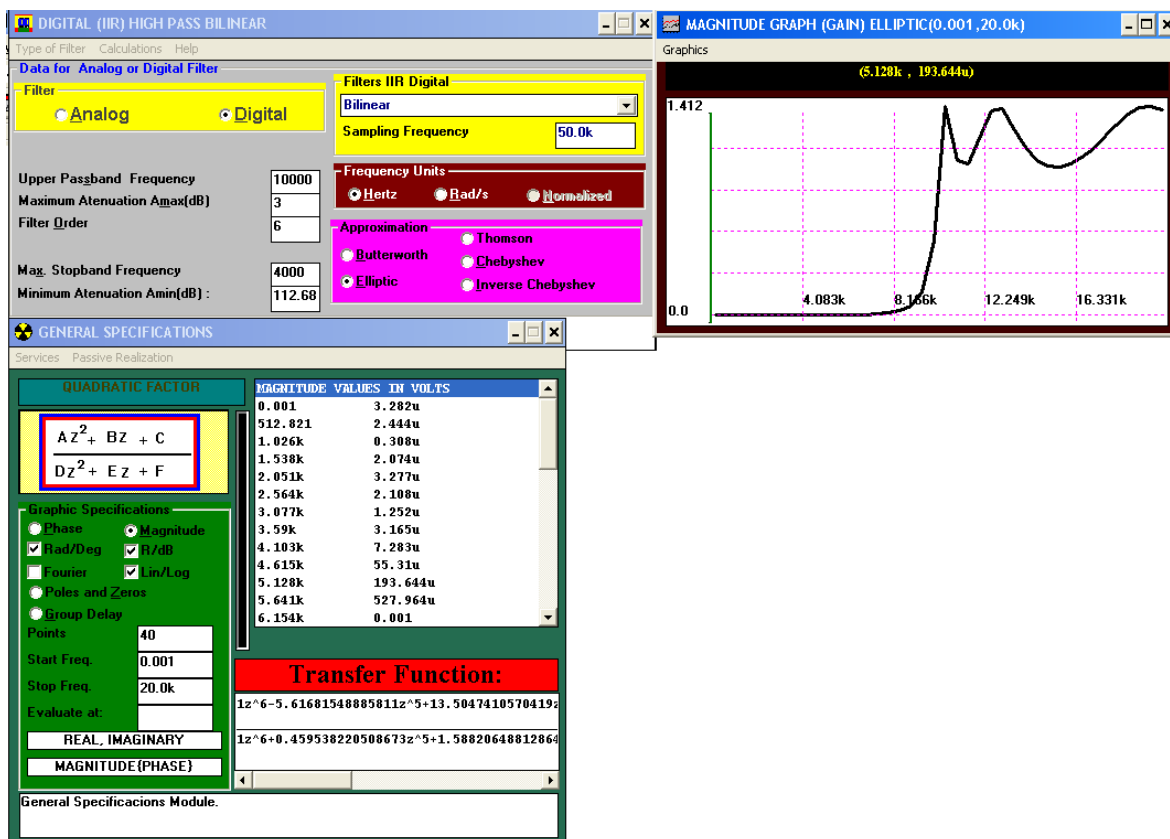 DIGITAL (IIR) HIGH PASS BILINEAR
Type of Filter Calculations Help
Data for Analog or Digital Filter
Filter
Analog Digital
Filters IIR Digital
Bilinear
Sampling Frequency 50.0k
Upper Passband Frequency 10000
Maximum Atenuation Amax(dB) 3
Filter Order 6
Max. Stopband Frequency 4000
Minimum Atenuation Amin(dB) : 112.68
Frequency Units
Hertz Rad/s Normalized
Approximation
Thomson
Butterworth
Chebyshev
Elliptic
Inverse Chebyshev
MAGNITUDE GRAPH (GAIN) ELLIPTIC(0.001,20.0k)
Graphics
(5.128k , 193.644u)
1.412
0.0
4.083k 8.166k 12.249k 16.331k
GENERAL SPECIFICATIONS
Services Passive Realization
QUADRATIC FACTOR
Az2+ Bz + C
Dz2+ Ez + F
Graphic Specifications
Phase Magnitude
Rad/Deg R/dB
Fourier Lin/Log
Poles and Zeros
Group Delay
Points 40
Start Freq. 0.001
Stop Freq. 20.0k
Evaluate at:
REAL, IMAGINARY
MAGNITUDE{PHASE}
MAGNITUDE VALUES IN VOLTS
0.001 3.282u
512.821 2.444u
1.026k 0.308u
1.538k 2.074u
2.051k 3.277u
2.564k 2.108u
3.077k 1.252u
3.59k 3.165u
4.103k 7.283u
4.615k 55.31u
5.128k 193.644u
5.641k 527.964u
6.154k 0.001
Transfer Function:
1z^6-5.61681548885811z^5+13.5047410570419z
1z^6+0.459538220508673z^5+1.58820648812864
General Specificacions Module.